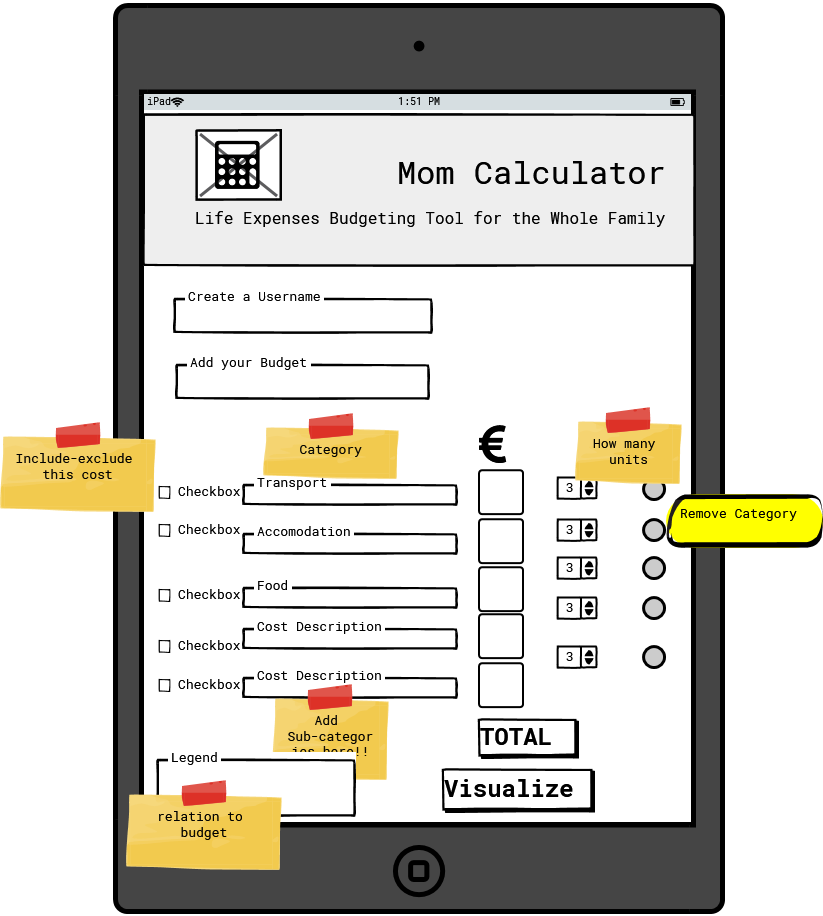 iPad
1:51 PM
Mom Calculator
Life Expenses Budgeting Tool for the Whole Family
Create a Username
Add your Budget
€
Include-exclude
this cost
Category
How many
units
Checkbox
Transport
3
Remove Category
Checkbox
Accomodation
3
3
Checkbox
Food
3
Checkbox
Cost Description
3
Checkbox
Cost Description
Add
Sub-categor
ies here!!
TOTAL
Legend
Visualize
relation to
budget